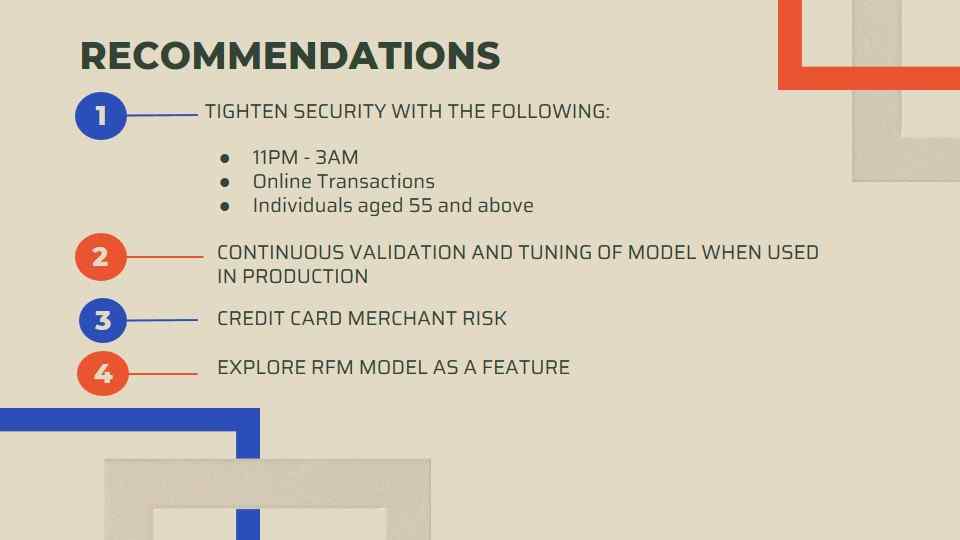 RECOMMENDATIONS
1 TIGHTEN SECURITY WITH THE FOLLOWING:
● 11PM - 3AM
● Online Transactions
● Individuals aged 55 and above
2 CONTINUOUS VALIDATION AND TUNING OF MODEL WHEN USED
IN PRODUCTION
3 CREDIT CARD MERCHANT RISK
4 EXPLORE RFM MODEL AS A FEATURE